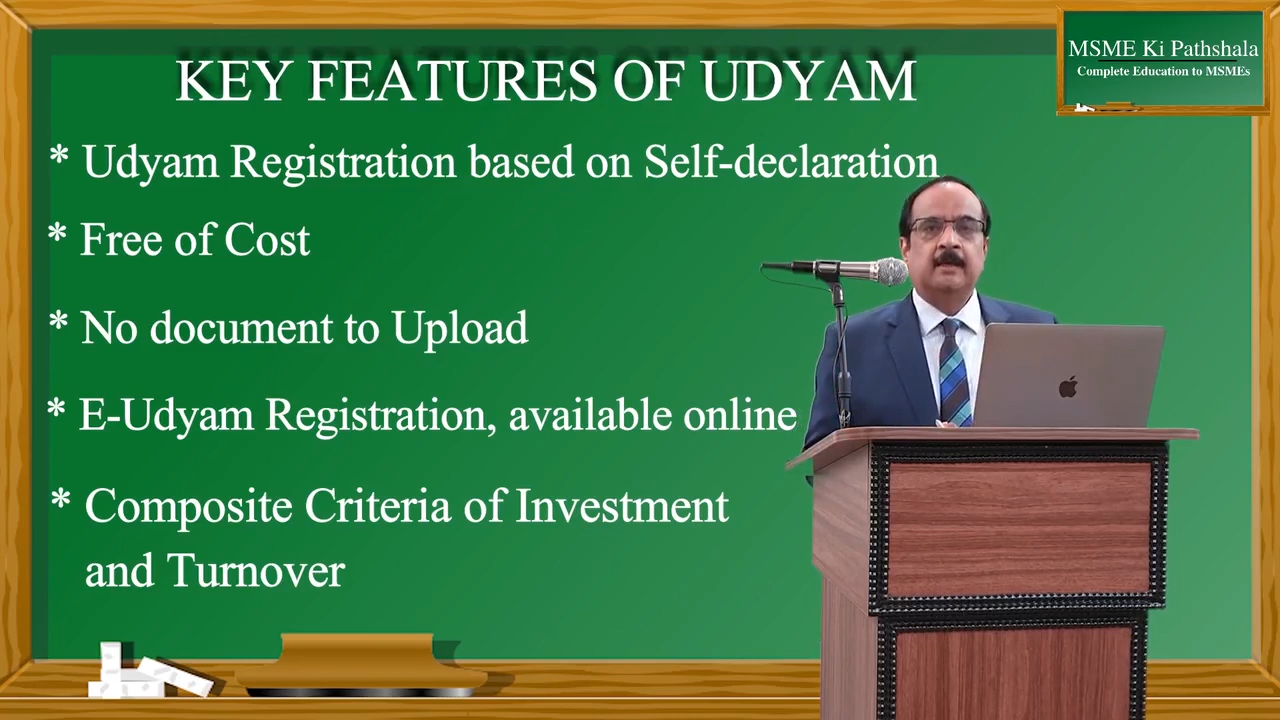 KEY FEATURES OF UDYAM
MSME Ki Pathshala
Complete Education to MSMEs
* Udyam Registration based on Self-declaration
* Free of Cost
* No document to Upload
* E-Udyam Registration, available online
* Composite Criteria of Investment
and Turnover